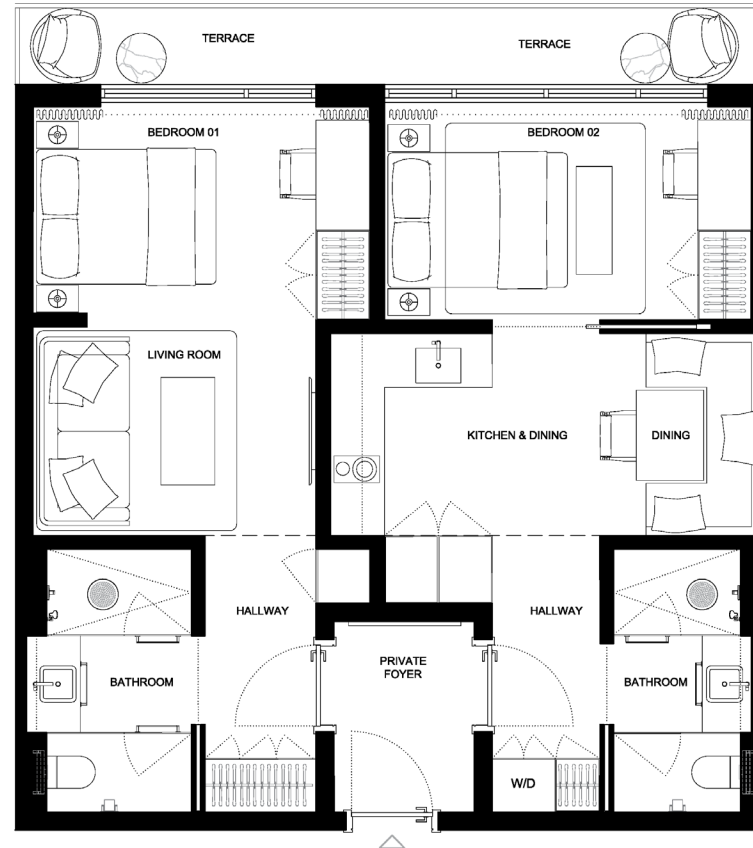 TERRACE
TERRACE
BEDROOM 01
BEDROOM 02
LIVING ROOM
KITCHEN & DINING
DINING
HALLWAY
HALLWAY
PRIVATE
FOYER
BATHROOM
BATHROOM
W/D